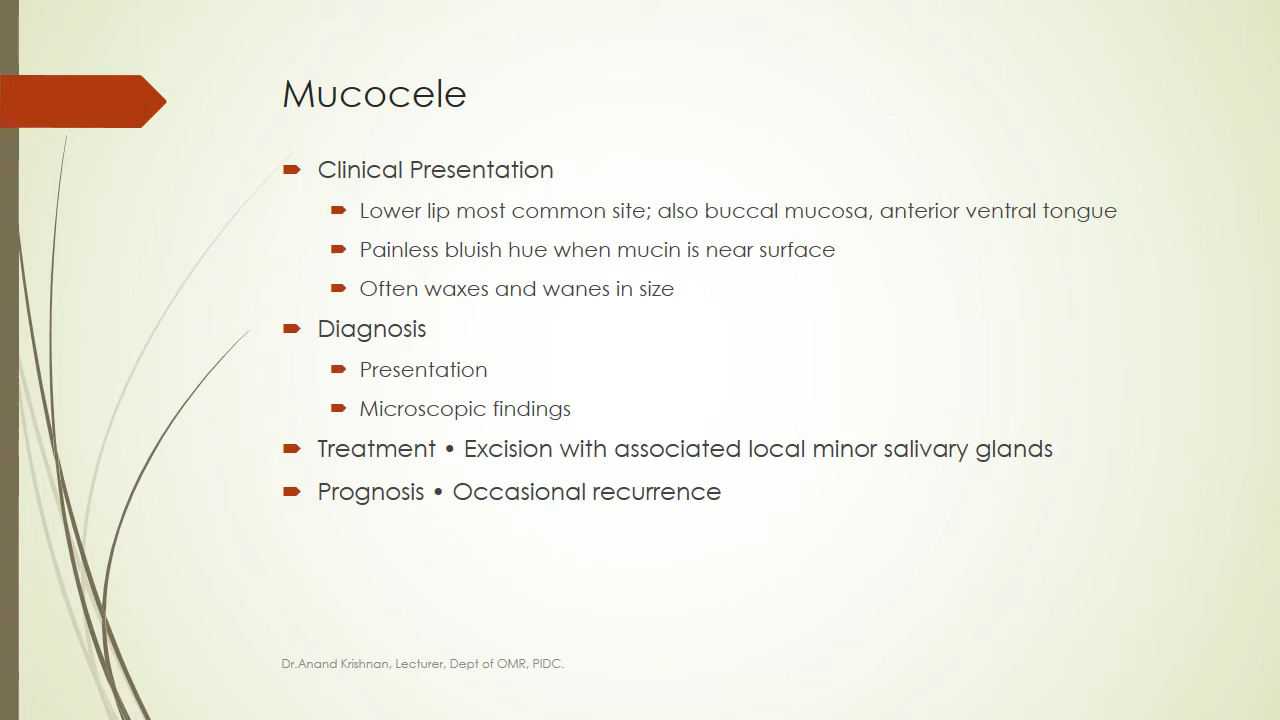 Mucocele
Clinical Presentation
Lower lip most common site; also buccal mucosa, anterior ventral tongue
Painless bluish hue when mucin is near surface
Often waxes and wanes in size
Diagnosis
Presentation
Microscopic findings
Treatment • Excision with associated local minor salivary glands
Prognosis • Occasional recurrence
Dr.Anand Krishnan, Lecturer, Dept of OMR, PIDC.